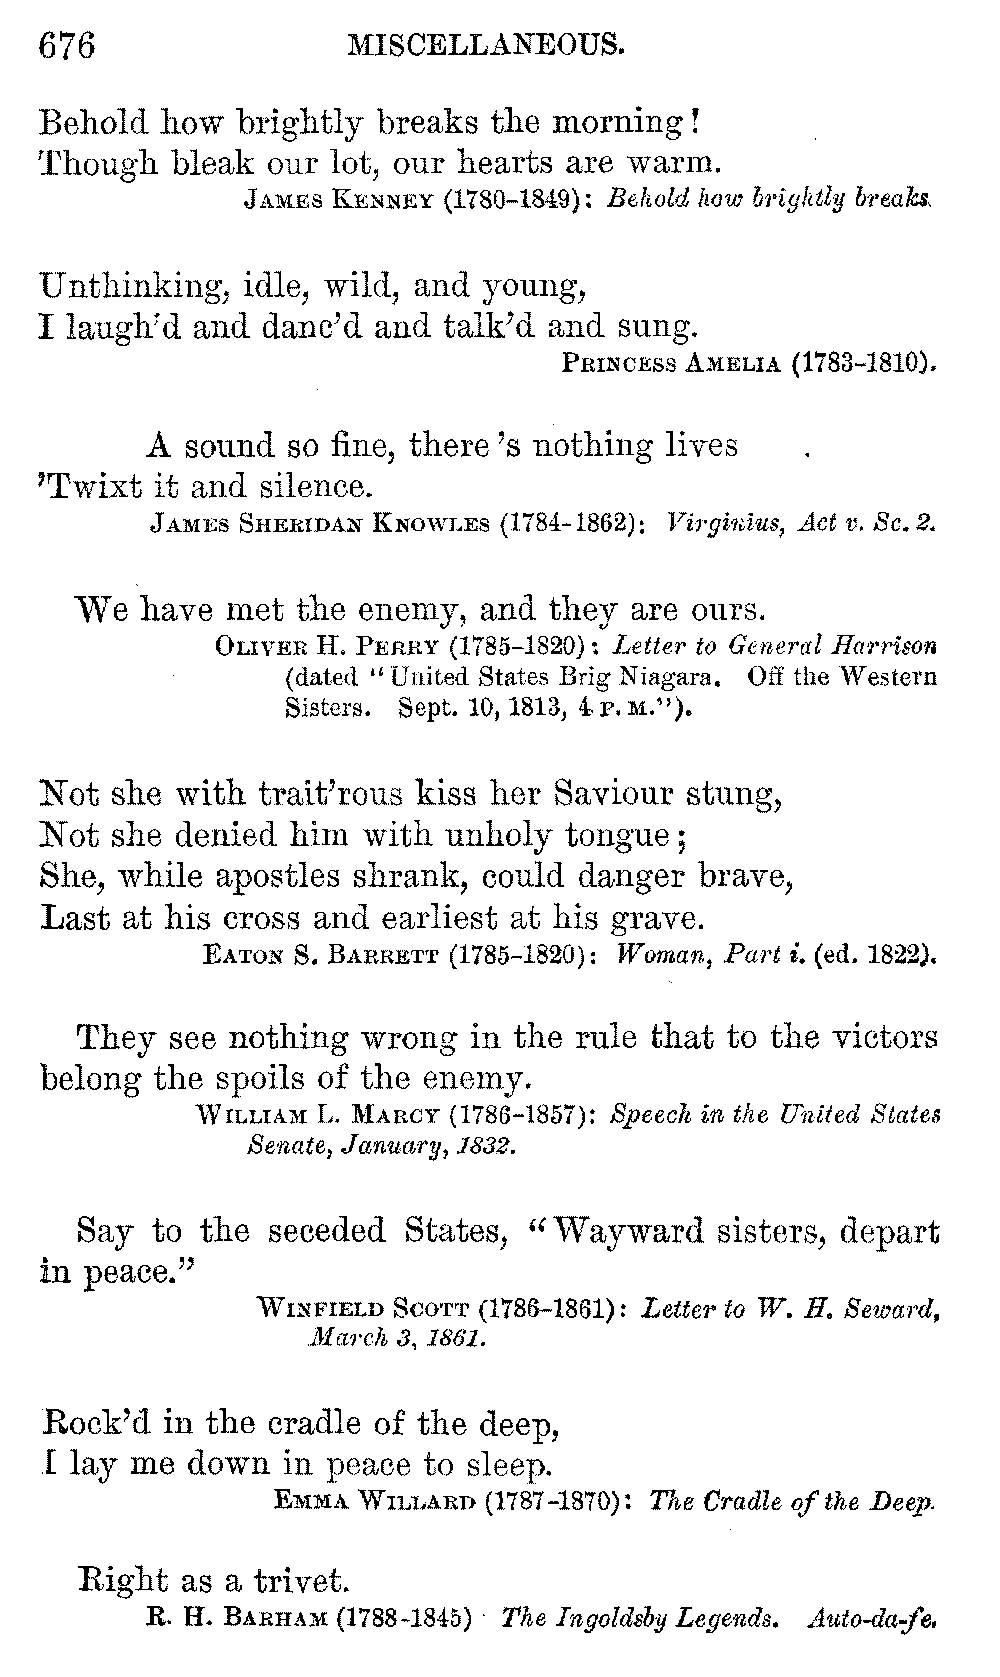 676 MISCELLANEOUS.
Behold how brightly breaks the morning!
Though bleak our lot, our hearts are warm.
James Kenney (1780-1849): Behold how brightly breaks.
Unthinking, idle, wild, and young,
I laugh'd and danc'd and talk'd and sung.
Princess Amelia (1783-1810).
A sound so fine, there's nothing lives
'Twixt it and silence.
James Sheridan Knowles (1784-1862): Virginius, Act v. Sc. 2.
We have met the enemy, and they are ours.
Oliver H. Perry (1785-1820): Letter to General Harrison
(dated "United States Brig Niagara. Off the Western
Sisters. Sept. 10, 1813, 4 P.M.").
Not she with trait'rous kiss her Saviour stung,
Not she denied him with unholy tongue;
She, while apostles shrank, could danger brave,
Last at his cross and earliest at his grave.
Eaton S. Barrett (1785-1820): Woman, Part i. (ed. 1822).
They see nothing wrong in the rule that to the victors
belong the spoils of the enemy.
William L. Marcy (1786-1857): Speech in the United States
Senate, January, 1832.
Say to the seceded States, "Wayward sisters, depart
in peace."
Winfield Scott (1786-1861): Letter to W. H. Seward,
March 3, 1861.
Rock'd in the cradle of the deep,
I lay me down in peace to sleep.
Emma Willard (1787-1870): The Cradle of the Deep.
Right as a trivet.
R. H. Barham (1788-1845) The Ingoldsby Legends. Auto-da-fe.